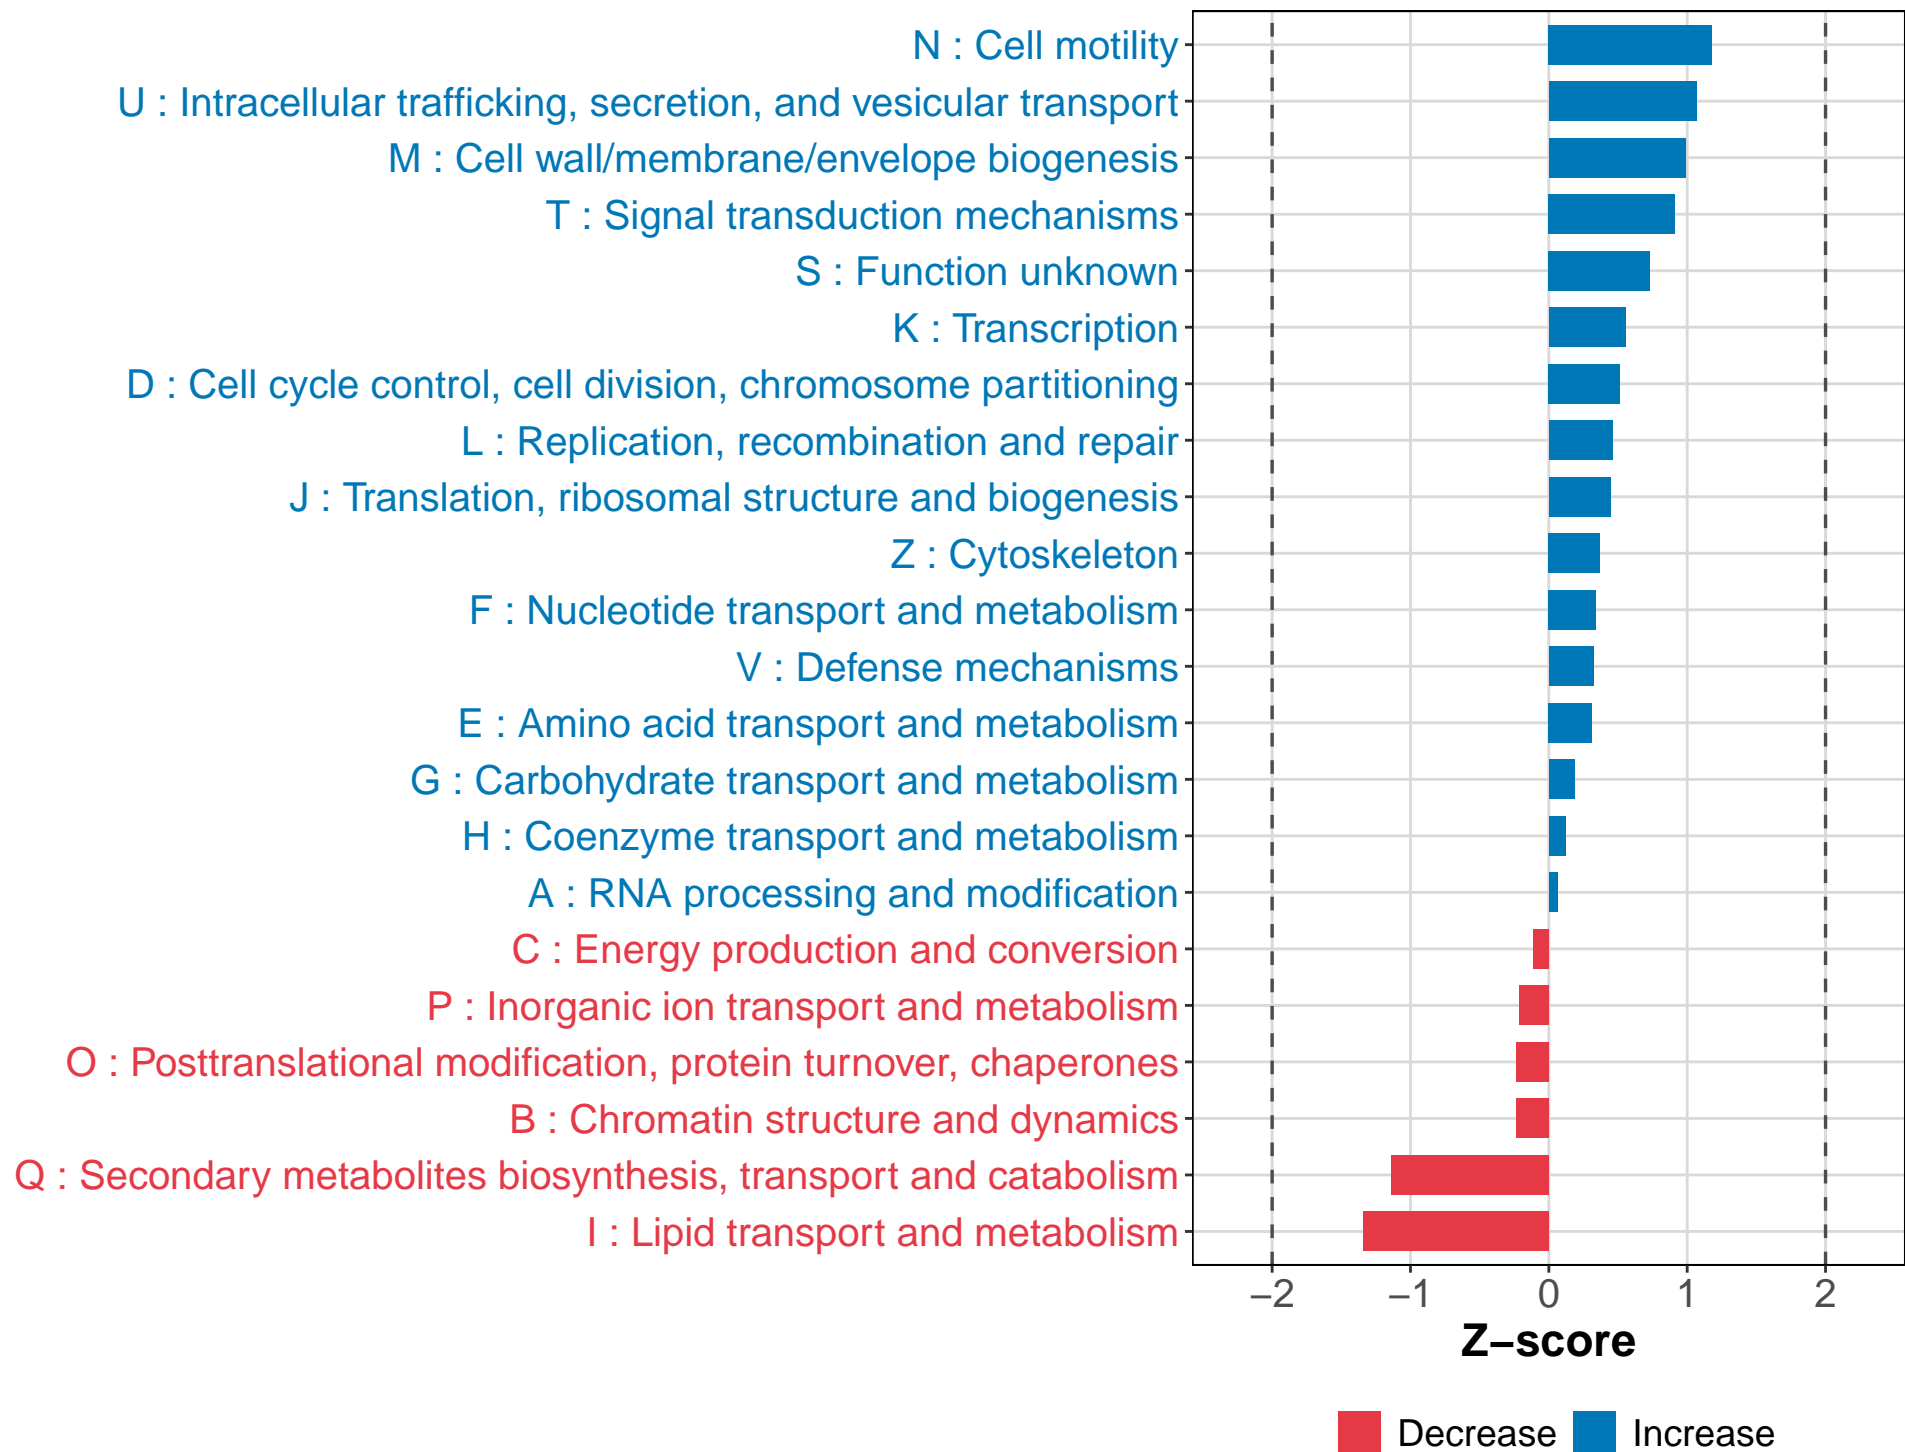 N : Cell motility
U : Intracellular trafficking, secretion, and vesicular transport
M : Cell wall/membrane/envelope biogenesis
T : Signal transduction mechanisms
S : Function unknown
K : Transcription
D : Cell cycle control, cell division, chromosome partitioning
L : Replication, recombination and repair
J : Translation, ribosomal structure and biogenesis
Z : Cytoskeleton
F : Nucleotide transport and metabolism
V : Defense mechanisms
E : Amino acid transport and metabolism
G : Carbohydrate transport and metabolism
H : Coenzyme transport and metabolism
A : RNA processing and modification
C : Energy production and conversion
P : Inorganic ion transport and metabolism
O : Posttranslational modification, protein turnover, chaperones
B : Chromatin structure and dynamics
Q : Secondary metabolites biosynthesis, transport and catabolism
I : Lipid transport and metabolism
−2 −1 0 1 2
Z−score
Decrease Increase